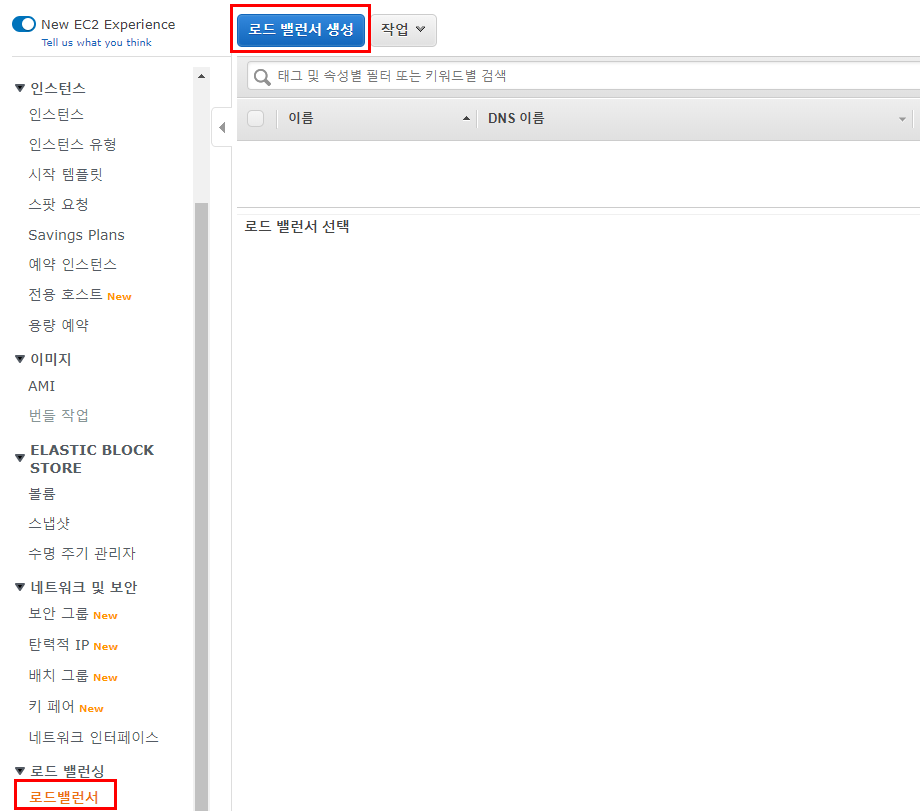 New EC2 Experience
Tell us what you think
인스턴스
인스턴스
인스턴스 유형
시작 템플릿
스팟 요청
Savings Plans
예약 인스턴스
전용 호스트 New
용량 예약
이미지
AMI
번들 작업
ELASTIC BLOCK
STORE
볼륨
스냅샷
수명 주기 관리자
네트워크 및 보안
보안 그룹 New
탄력적 IP New
배치 그룹 New
키 페어 New
네트워크 인터페이스
로드 밸런싱
로드밸런서
로드 밸런서 생성 작업
태그 및 속성별 필터 또는 키워드별 검색
이름 DNS 이름
로드 밸런서 선택